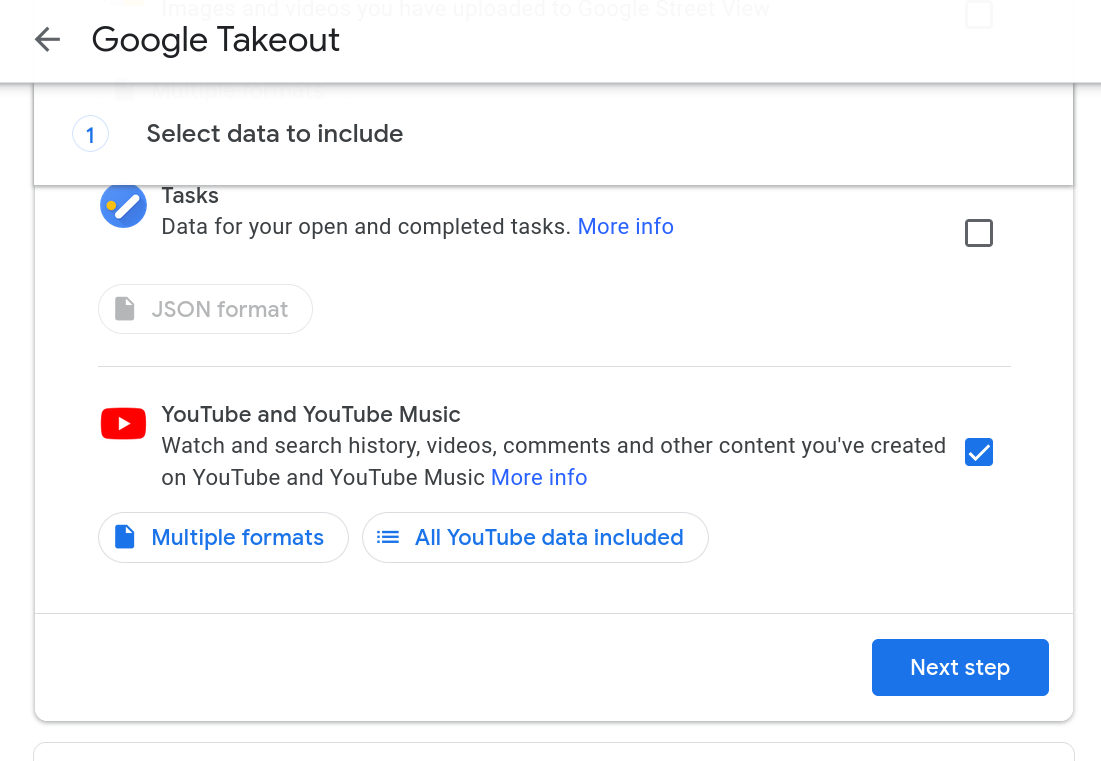 Images and videos you have uploaded to Google Street View
Google Takeout
Multiple formats
1 Select data to include
Tasks
Data for your open and completed tasks. More info
JSON format
YouTube and YouTube Music
Watch and search history, videos, comments and other content you've created
on YouTube and YouTube Music More info
Multiple formats All YouTube data included
Next step